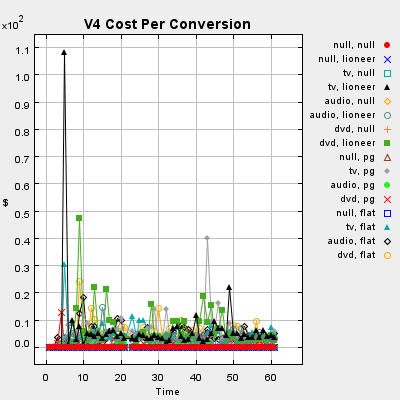 V4 Cost Per Conversion
×10²
1.1
1.0
0.9
0.8
0.7
0.6
0.5
0.4
0.3
0.2
0.1
0.0
$
0
10
20
30
40
50
60
Time
null, null
null, lioneer
tv, null
tv, lioneer
audio, null
audio, lioneer
dvd, null
dvd, lioneer
null, pg
tv, pg
audio, pg
dvd, pg
null, flat
tv, flat
audio, flat
dvd, flat